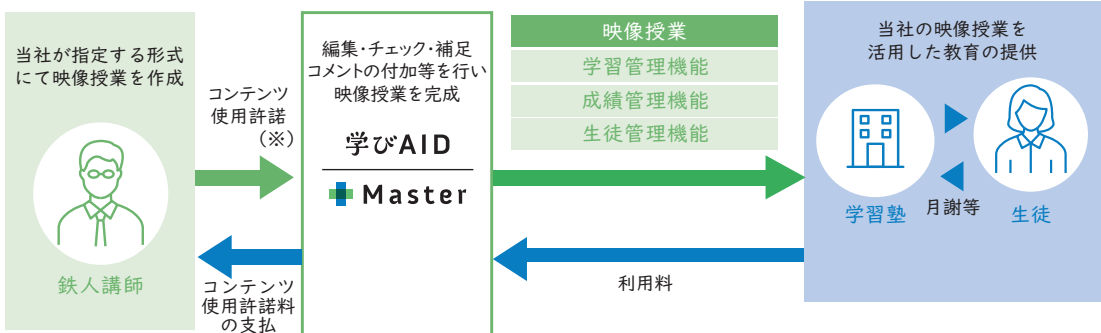 当社が指定する形式
にて映像授業を作成
鉄人講師
コンテンツ
使用許諾
（※）
コンテンツ
使用許諾料
の支払
編集・チェック・補足
コメントの付加等を行い
映像授業を完成
学びAID
Master
映像授業
学習管理機能
成績管理機能
生徒管理機能
利用料
当社の映像授業を
活用した教育の提供
学習塾
月謝等
生徒